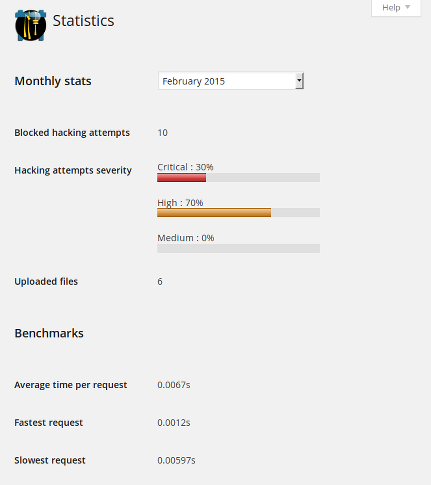 Help
Statistics
Monthly stats February 2015
Blocked hacking attempts 10
Hacking attempts severity Critical : 30%
High : 70%
Medium : 0%
Uploaded files 6
Benchmarks
Average time per request 0.0067s
Fastest request 0.0012s
Slowest request 0.00597s